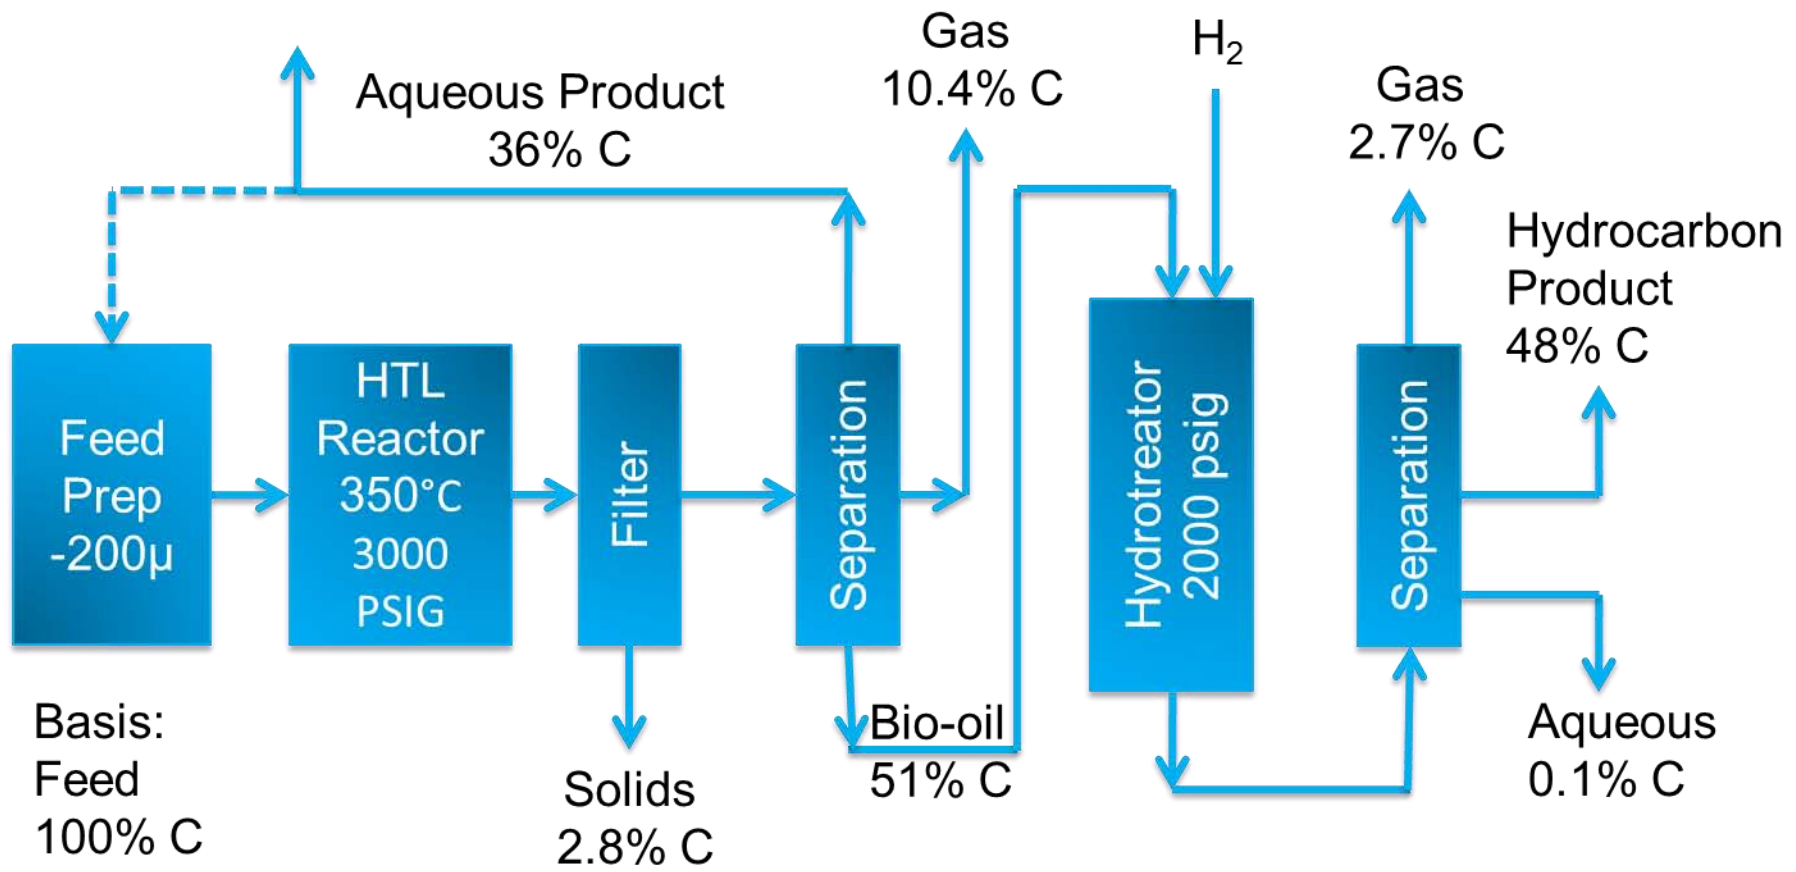 Aqueous Product
36% C
Gas
10.4% C
H₂
Gas
2.7% C
Hydrocarbon
Product
48% C
Feed
Prep
-200µ
HTL
Reactor
350°C
3000
PSIG
Filter
Separation
Hydrotreator
2000 psig
Separation
Basis:
Feed
100% C
Solids
2.8% C
Bio-oil
51% C
Aqueous
0.1% C